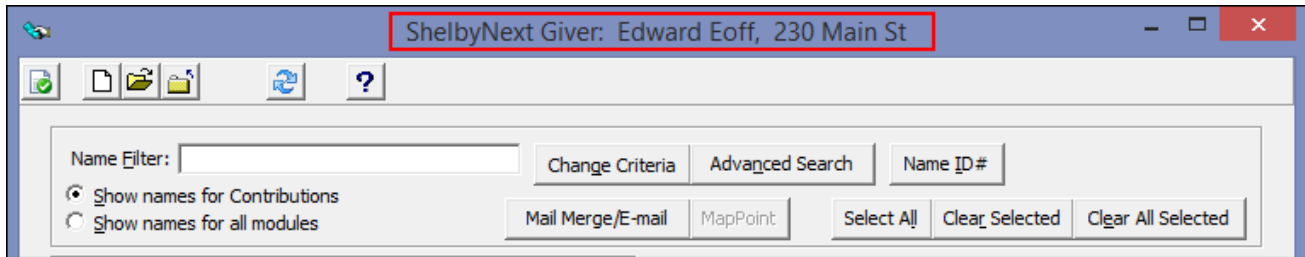 ShelbyNext Giver: Edward Eoff, 230 Main St
Name Filter:
Change Criteria
Advanced Search
Name ID#
Show names for Contributions
Show names for all modules
Mail Merge/E-mail
MapPoint
Select All
Clear Selected
Clear All Selected